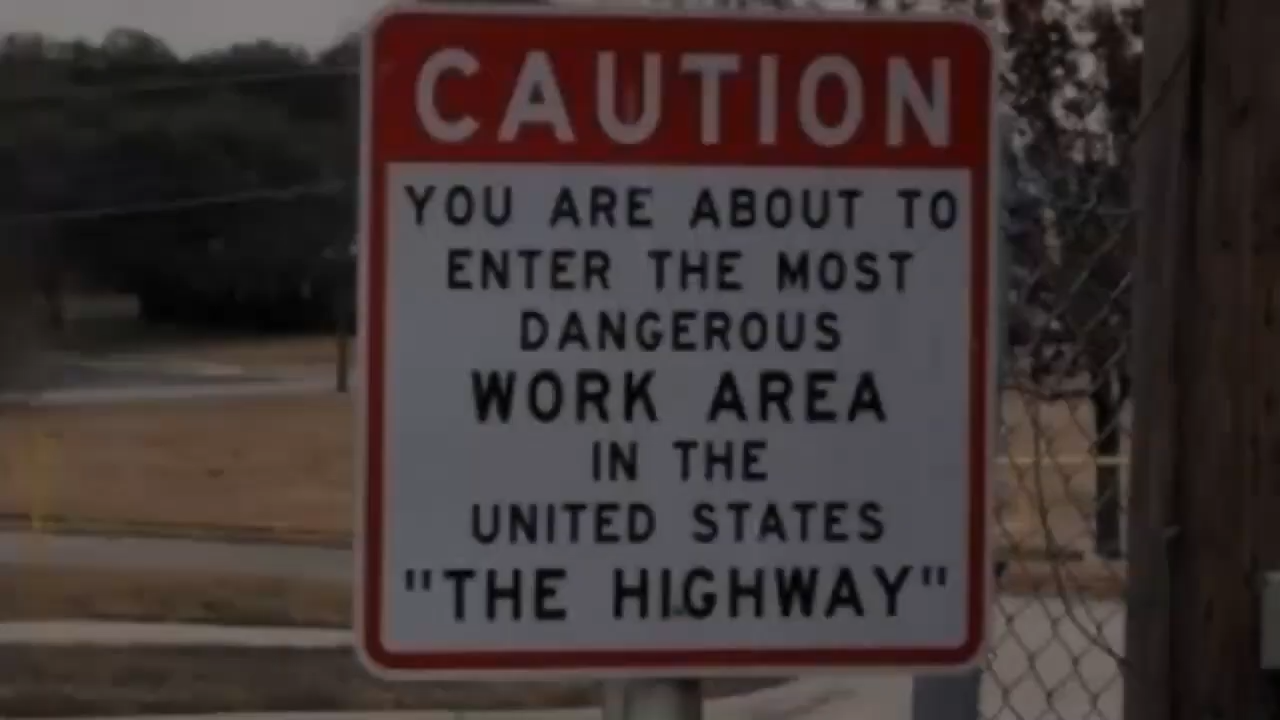 CAUTION
YOU ARE ABOUT TO
ENTER THE MOST
DANGEROUS
WORK AREA
IN THE
UNITED STATES
"THE HIGHWAY"